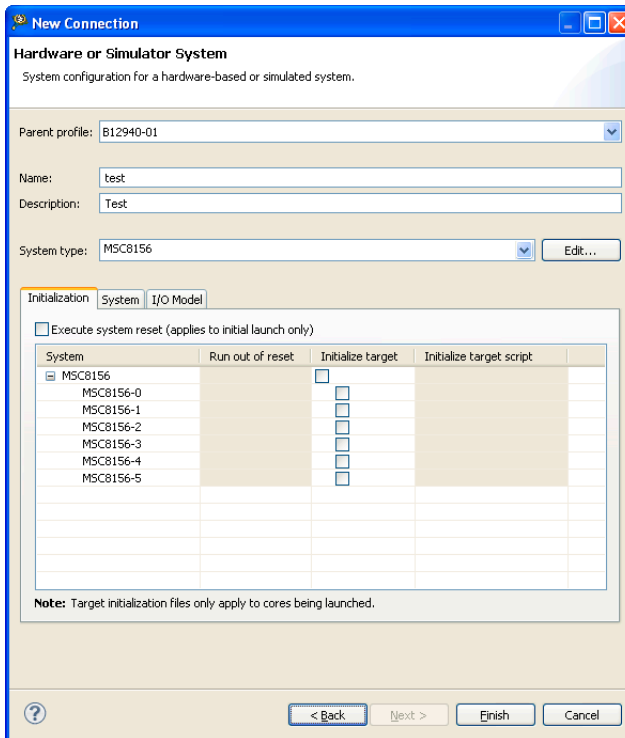 New Connection
Hardware or Simulator System
System configuration for a hardware-based or simulated system.
Parent profile: B12940-01
Name: test
Description: Test
System type: MSC8156 Edit...
Initialization System I/O Model
Execute system reset (applies to initial launch only)
System Run out of reset Initialize target Initialize target script
MSC8156
MSC8156-0
MSC8156-1
MSC8156-2
MSC8156-3
MSC8156-4
MSC8156-5
Note: Target initialization files only apply to cores being launched.
? < Back Next > Finish Cancel